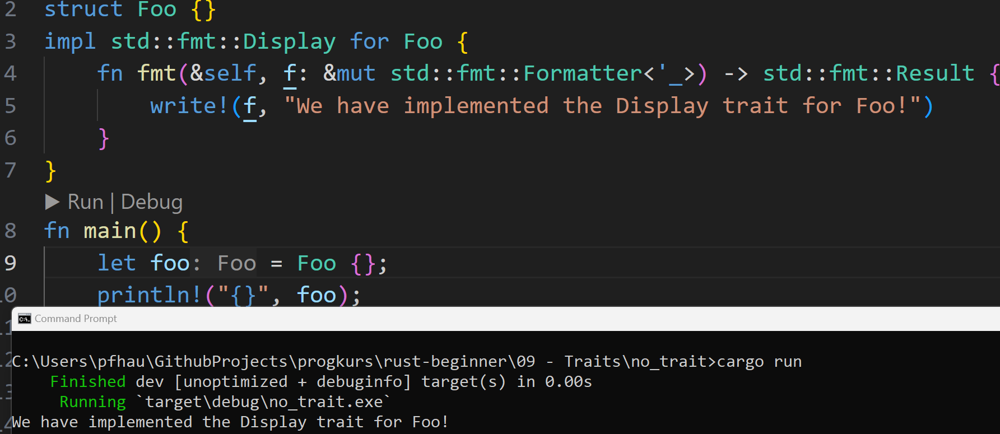 2 struct Foo {}
3 impl std::fmt::Display for Foo {
4 fn fmt(&self, f: &mut std::fmt::Formatter<'_>) -> std::fmt::Result {
5 write!(f, "We have implemented the Display trait for Foo!")
6 }
7 }
▶ Run | Debug
8 fn main() {
9 let foo: Foo = Foo {};
10 println!("{}", foo);
11
Command Prompt
12
C:\Users\pfhau\GithubProjects\progkurs\rust-beginner\09 - Traits\no_trait>cargo run
Finished dev [unoptimized + debuginfo] target(s) in 0.00s
13
Running `target\debug\no_trait.exe`
14
We have implemented the Display trait for Foo!